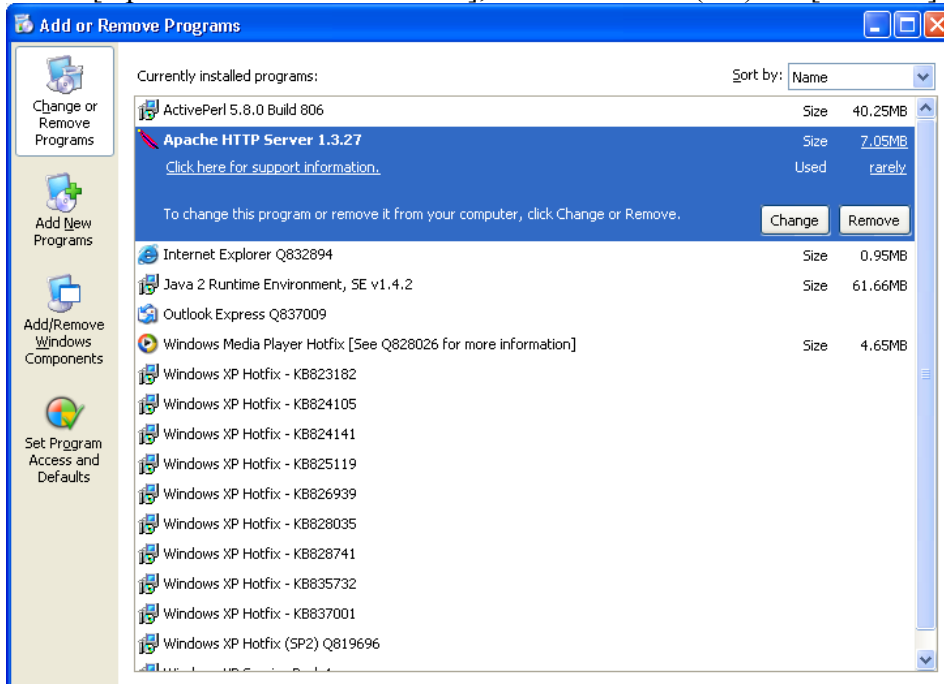 Add or Remove Programs
Change or
Remove
Programs
Add New
Programs
Add/Remove
Windows
Components
Set Program
Access and
Defaults
Currently installed programs:
Sort by: Name
ActivePerl 5.8.0 Build 806 Size 40.25MB
Apache HTTP Server 1.3.27 Size 7.05MB
Click here for support information. Used rarely
To change this program or remove it from your computer, click Change or Remove. Change Remove
Internet Explorer Q832894 Size 0.95MB
Java 2 Runtime Environment, SE v1.4.2 Size 61.66MB
Outlook Express Q837009
Windows Media Player Hotfix [See Q828026 for more information] Size 4.65MB
Windows XP Hotfix - KB823182
Windows XP Hotfix - KB824105
Windows XP Hotfix - KB824141
Windows XP Hotfix - KB825119
Windows XP Hotfix - KB826939
Windows XP Hotfix - KB828035
Windows XP Hotfix - KB828741
Windows XP Hotfix - KB835732
Windows XP Hotfix - KB837001
Windows XP Hotfix (SP2) Q819696